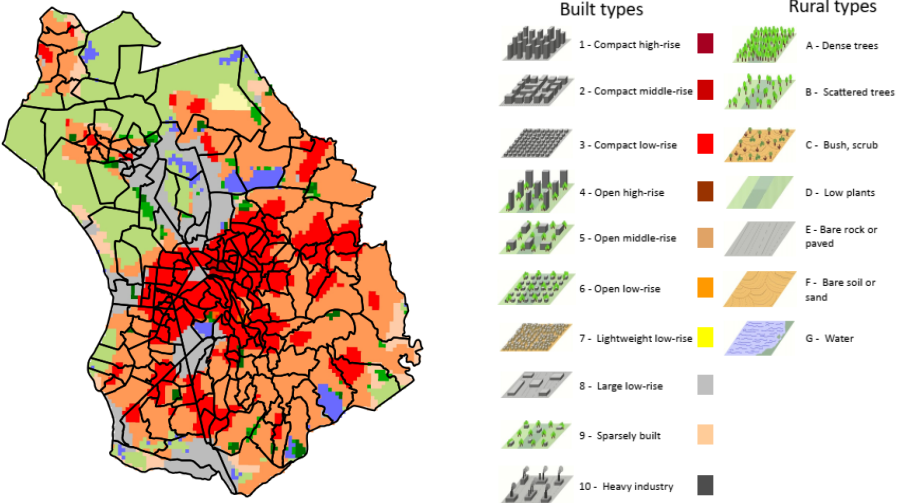 Built types
Rural types
1 - Compact high-rise
2 - Compact middle-rise
3 - Compact low-rise
4 - Open high-rise
5 - Open middle-rise
6 - Open low-rise
7 - Lightweight low-rise
8 - Large low-rise
9 - Sparsely built
10 - Heavy industry
A - Dense trees
B - Scattered trees
C - Bush, scrub
D - Low plants
E - Bare rock or
paved
F - Bare soil or
sand
G - Water